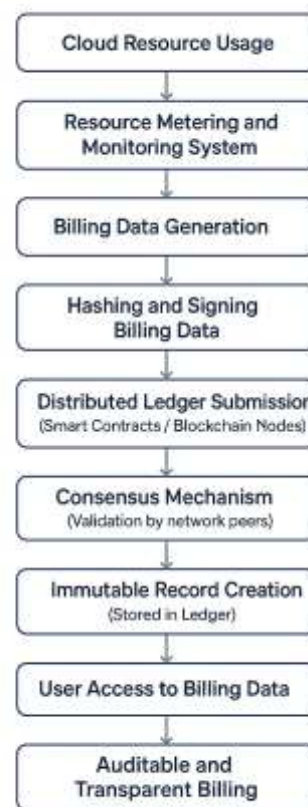 Cloud Resource Usage
Resource Metering and
Monitoring System
Billing Data Generation
Hashing and Signing
Billing Data
Distributed Ledger Submission
(Smart Contracts / Blockchain Nodes)
Consensus Mechanism
(Validation by network peers)
Immutable Record Creation
(Stored in Ledger)
User Access to Billing Data
Auditable and
Transparent Billing